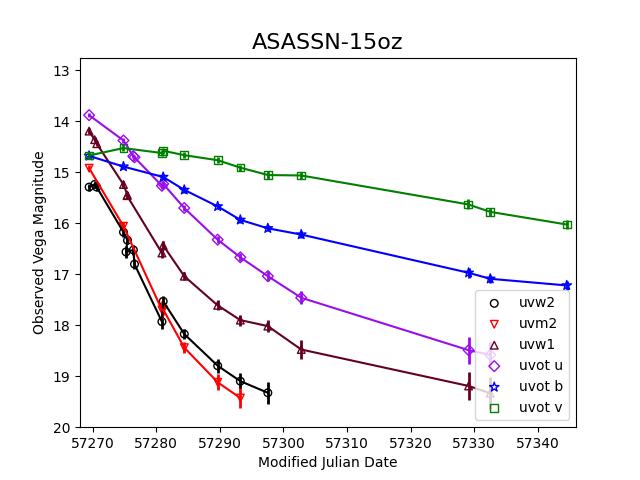 ASASSN-15oz
13
14
15
16
17
18
19
20
Observed Vega Magnitude
57270 57280 57290 57300 57310 57320 57330 57340
Modified Julian Date
uvw2
uvm2
uvw1
uvot u
uvot b
uvot v